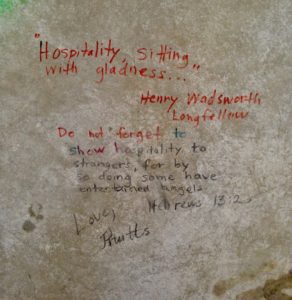 "Hospitality sitting
with gladness..."
Henry Wadsworth
Longfellow
Do not forget to
show hospitality to
strangers, for by
so doing some have
entertained angels
Hebrews 13:2
Love,
Pruitts